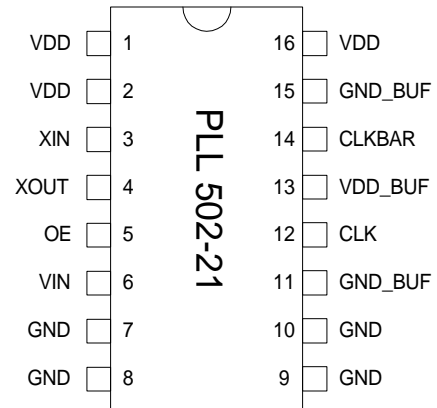 VDD 1 16 VDD
VDD 2 15 GND_BUF
XIN 3 14 CLKBAR
XOUT 4 13 VDD_BUF
OE 5 12 CLK
VIN 6 11 GND_BUF
GND 7 10 GND
GND 8 9 GND
PLL 502-21